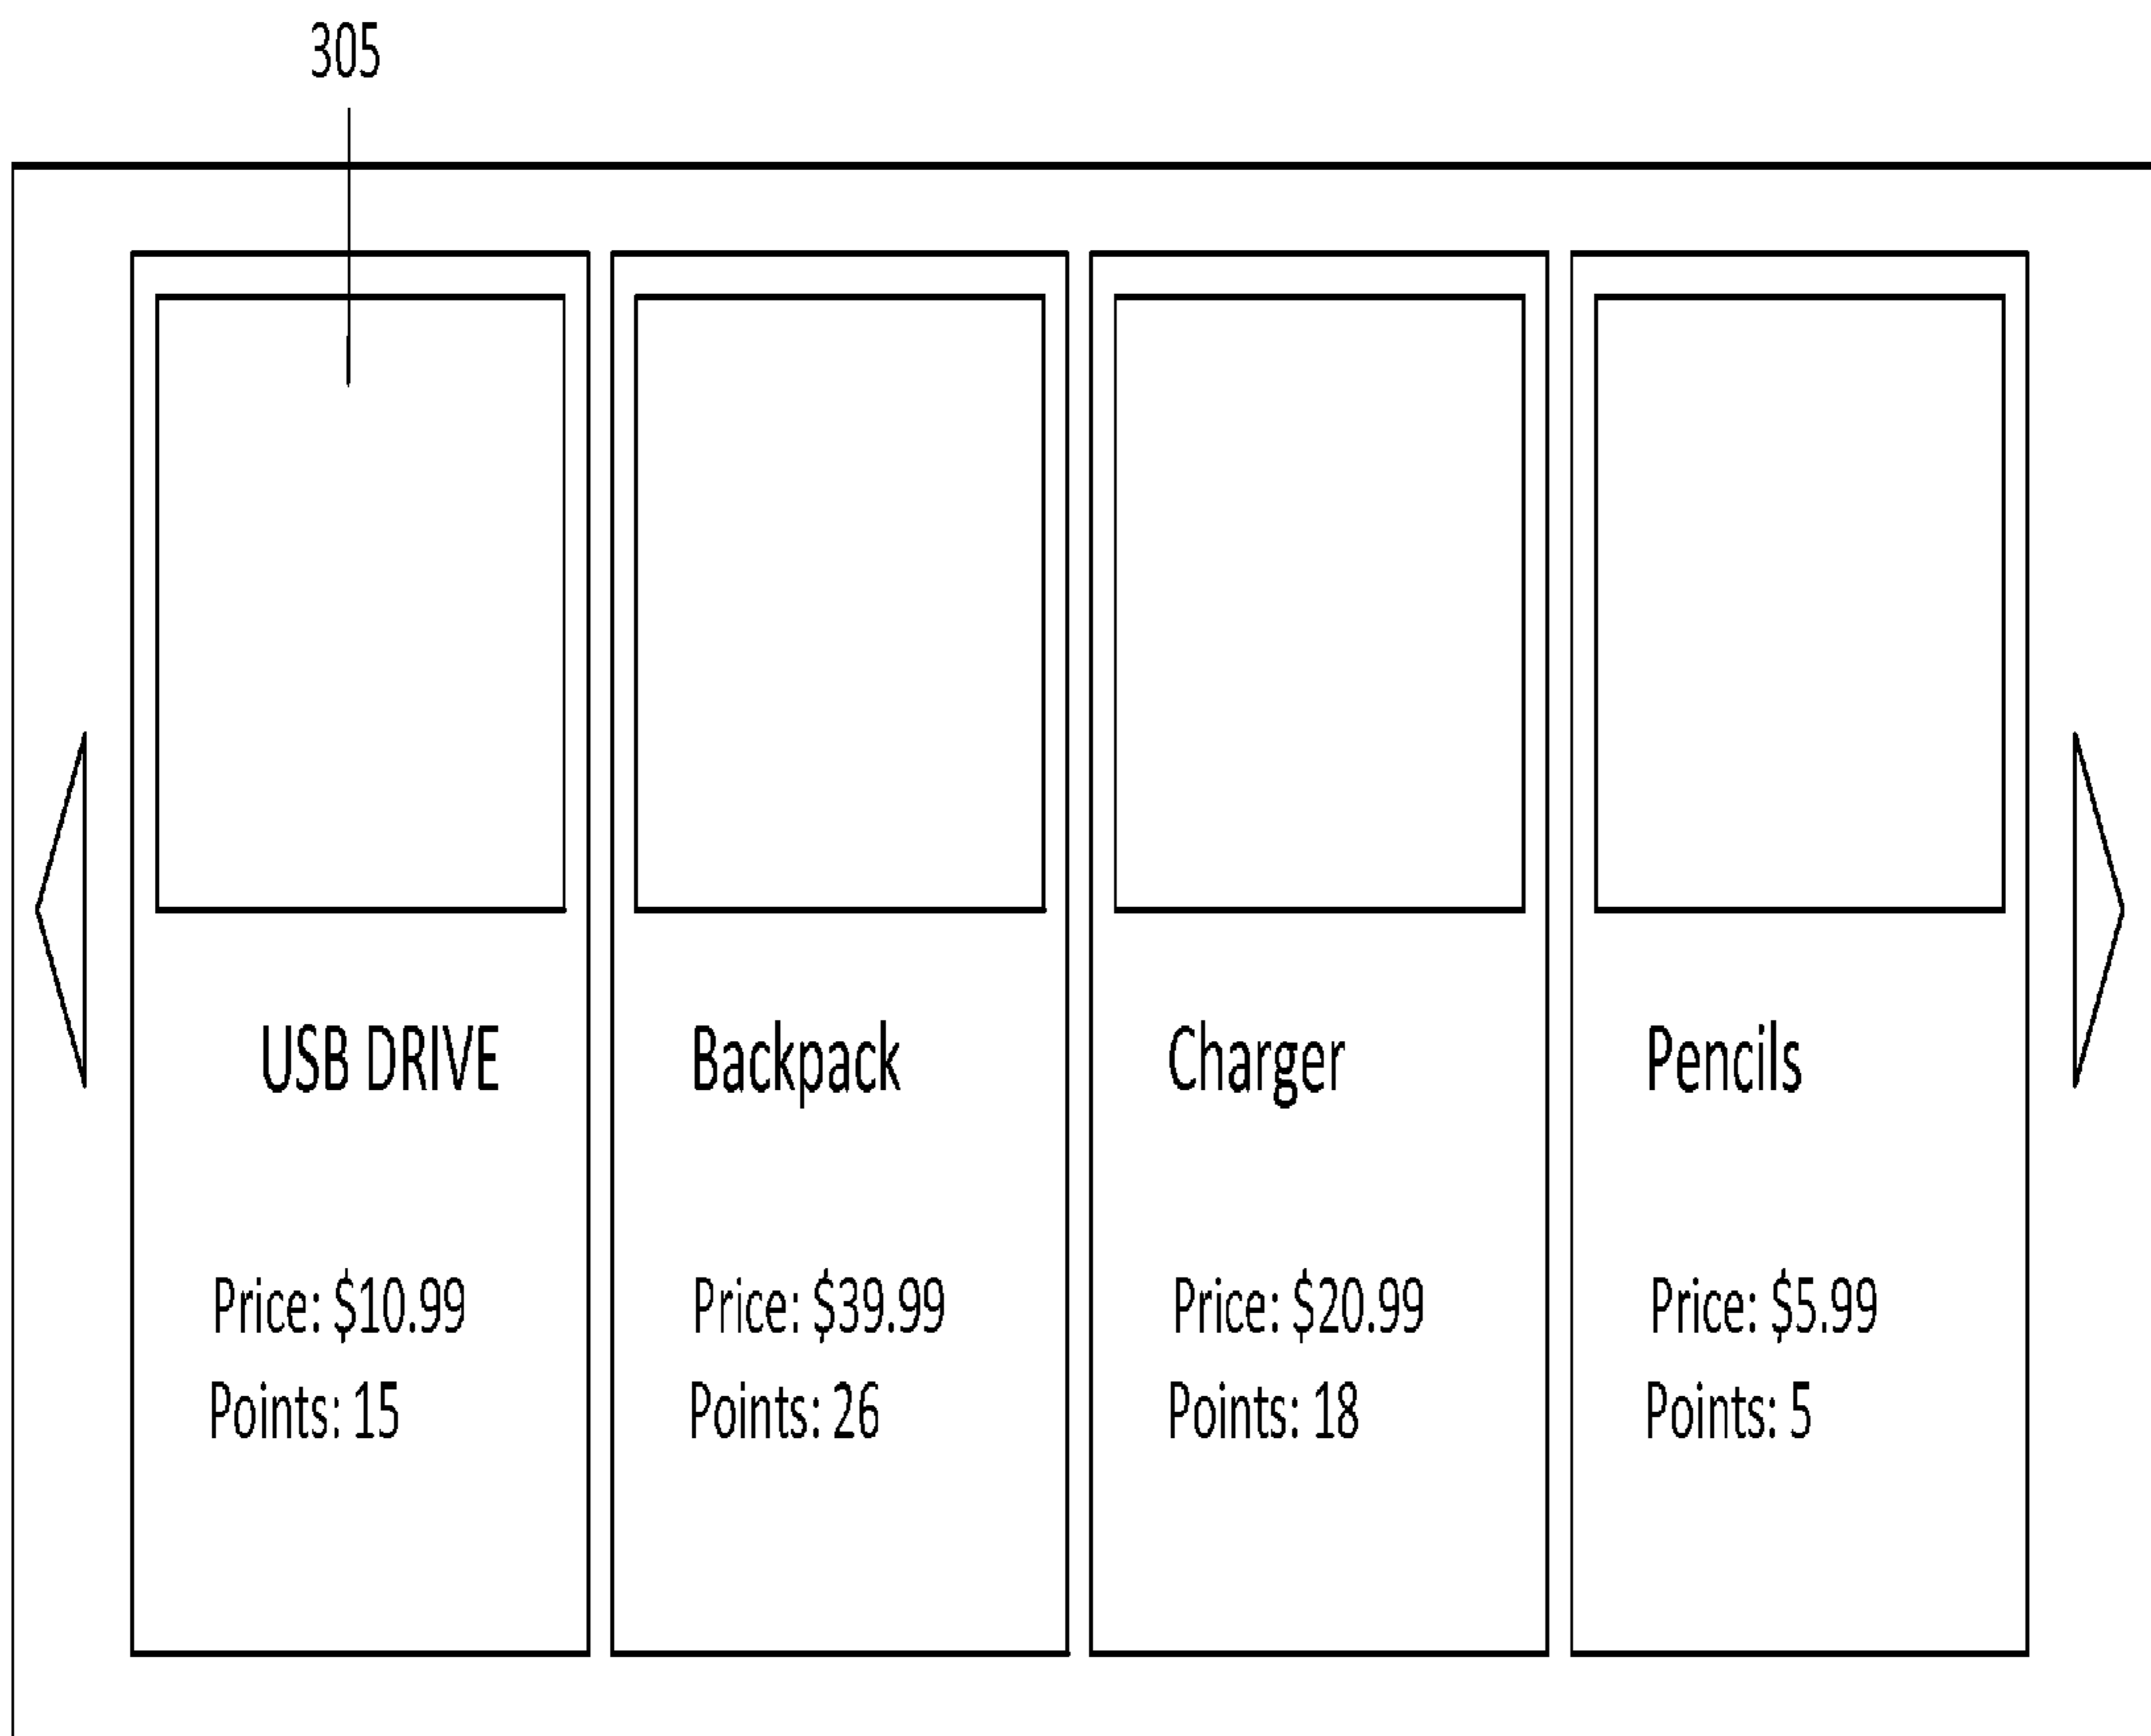 305
USB DRIVE
Price: $10.99
Points: 15
Backpack
Price: $39.99
Points: 26
Charger
Price: $20.99
Points: 18
Pencils
Price: $5.99
Points: 5